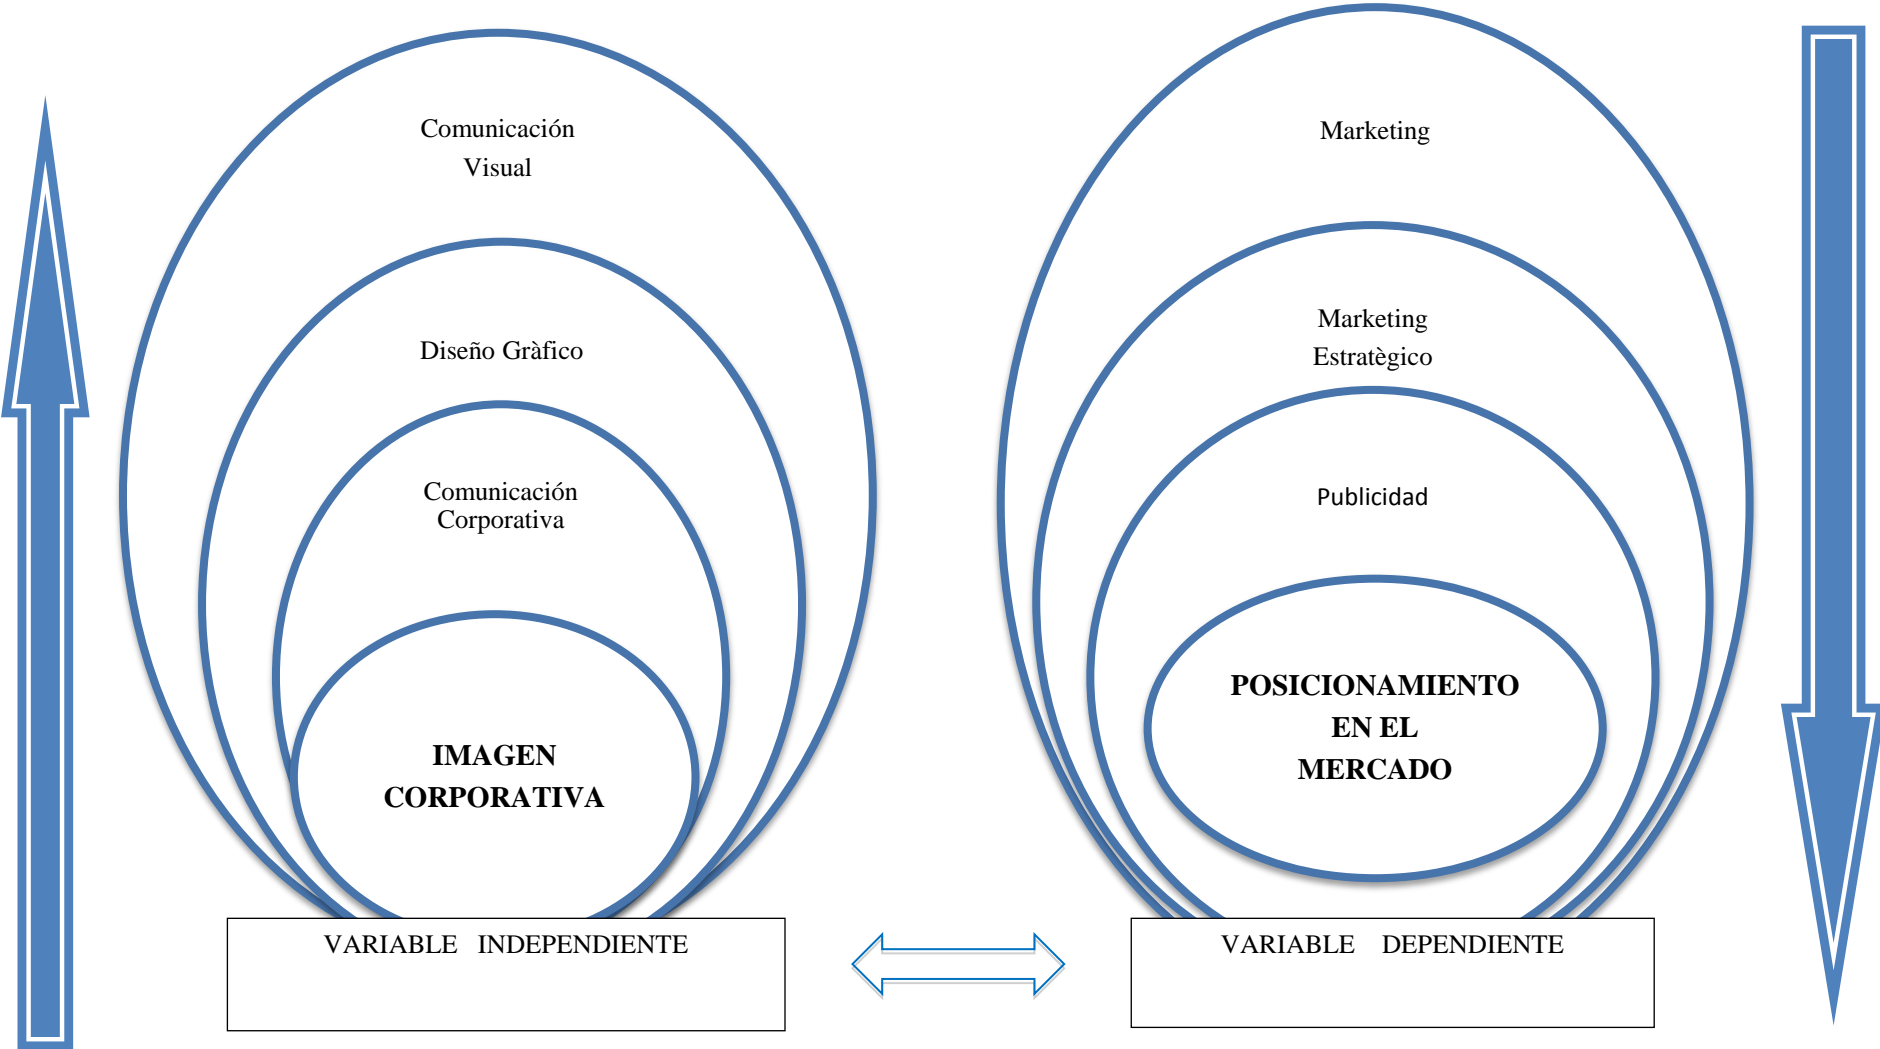 Comunicación
Visual
Diseño Gràfico
Comunicación
Corporativa
IMAGEN
CORPORATIVA
VARIABLE INDEPENDIENTE
Marketing
Marketing
Estratègico
Publicidad
POSICIONAMIENTO
EN EL
MERCADO
VARIABLE DEPENDIENTE